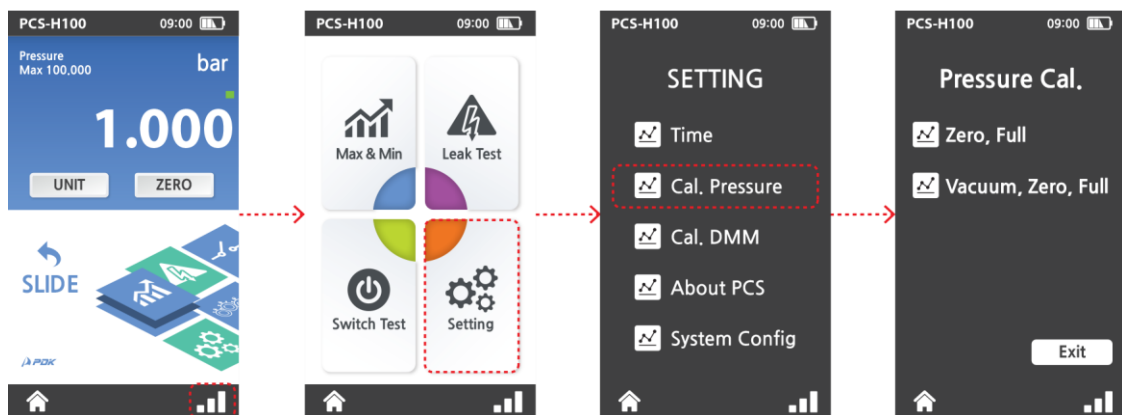 PCS-H100 09:00
Pressure
Max 100,000
bar
1.000
UNIT ZERO
SLIDE
PDK
PCS-H100 09:00
Max & Min Leak Test
Switch Test Setting
PCS-H100 09:00
SETTING
Time
Cal. Pressure
Cal. DMM
About PCS
System Config
PCS-H100 09:00
Pressure Cal.
Zero, Full
Vacuum, Zero, Full
Exit